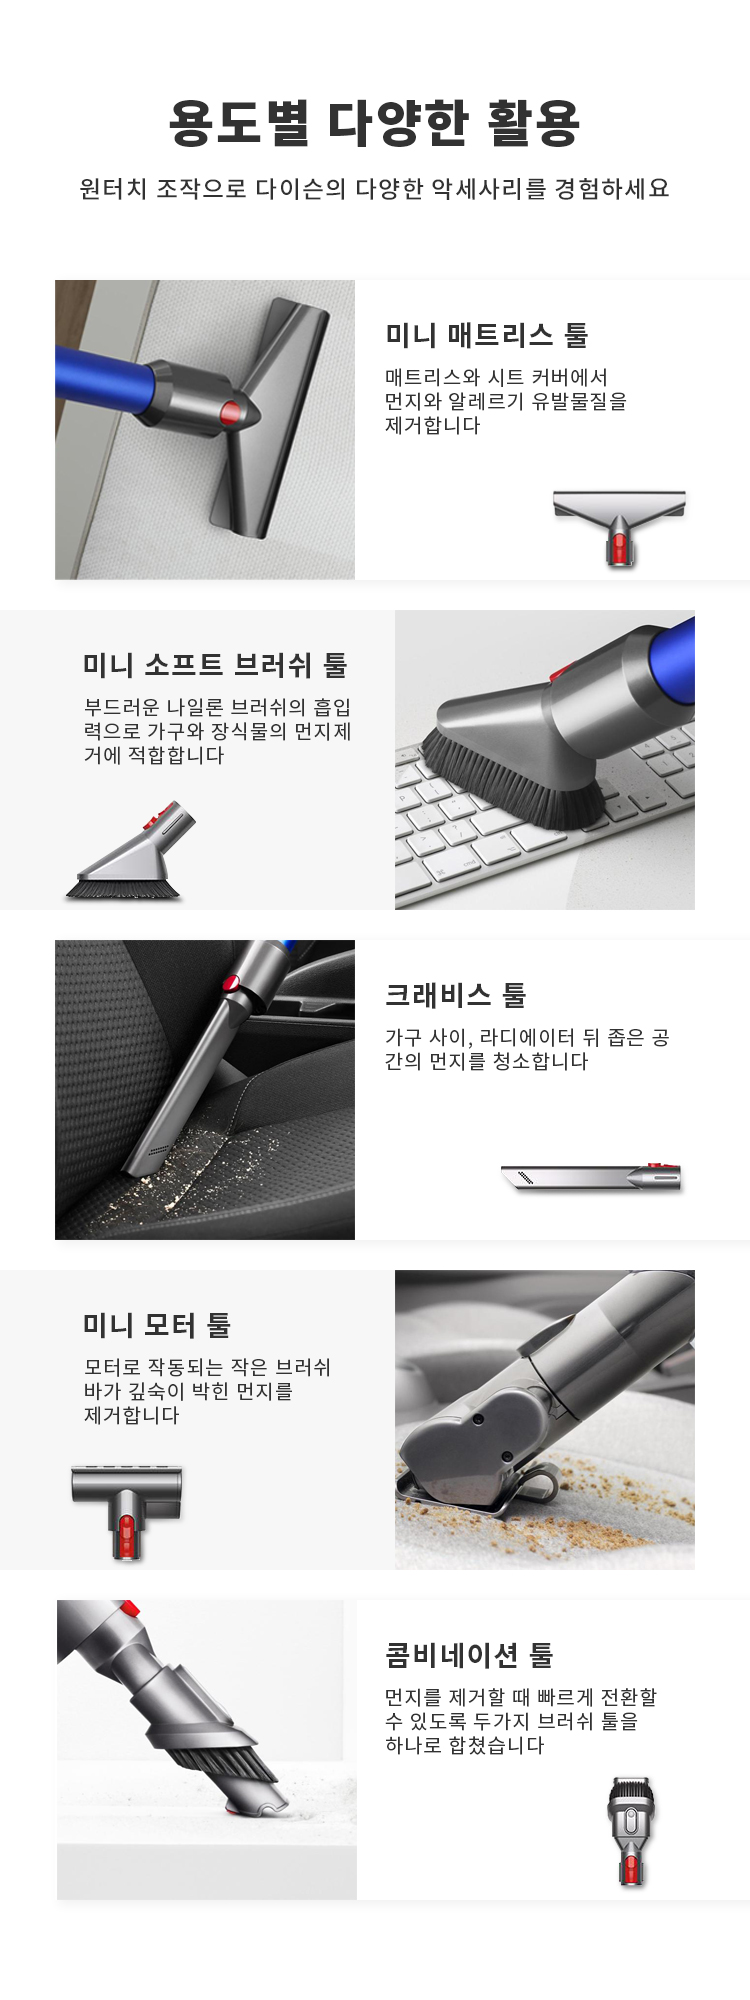 용도별 다양한 활용
원터치 조작으로 다이슨의 다양한 악세사리를 경험하세요
미니 매트리스 툴
매트리스와 시트 커버에서
먼지와 알레르기 유발물질을
제거합니다
미니 소프트 브러쉬 툴
부드러운 나일론 브러쉬의 흡입
력으로 가구와 장식물의 먼지제
거에 적합합니다
크래비스 툴
가구 사이, 라디에이터 뒤 좁은 공
간의 먼지를 청소합니다
미니 모터 툴
모터로 작동되는 작은 브러쉬
바가 깊숙이 박힌 먼지를
제거합니다
콤비네이션 툴
먼지를 제거할 때 빠르게 전환할
수 있도록 두가지 브러쉬 툴을
하나로 합쳤습니다